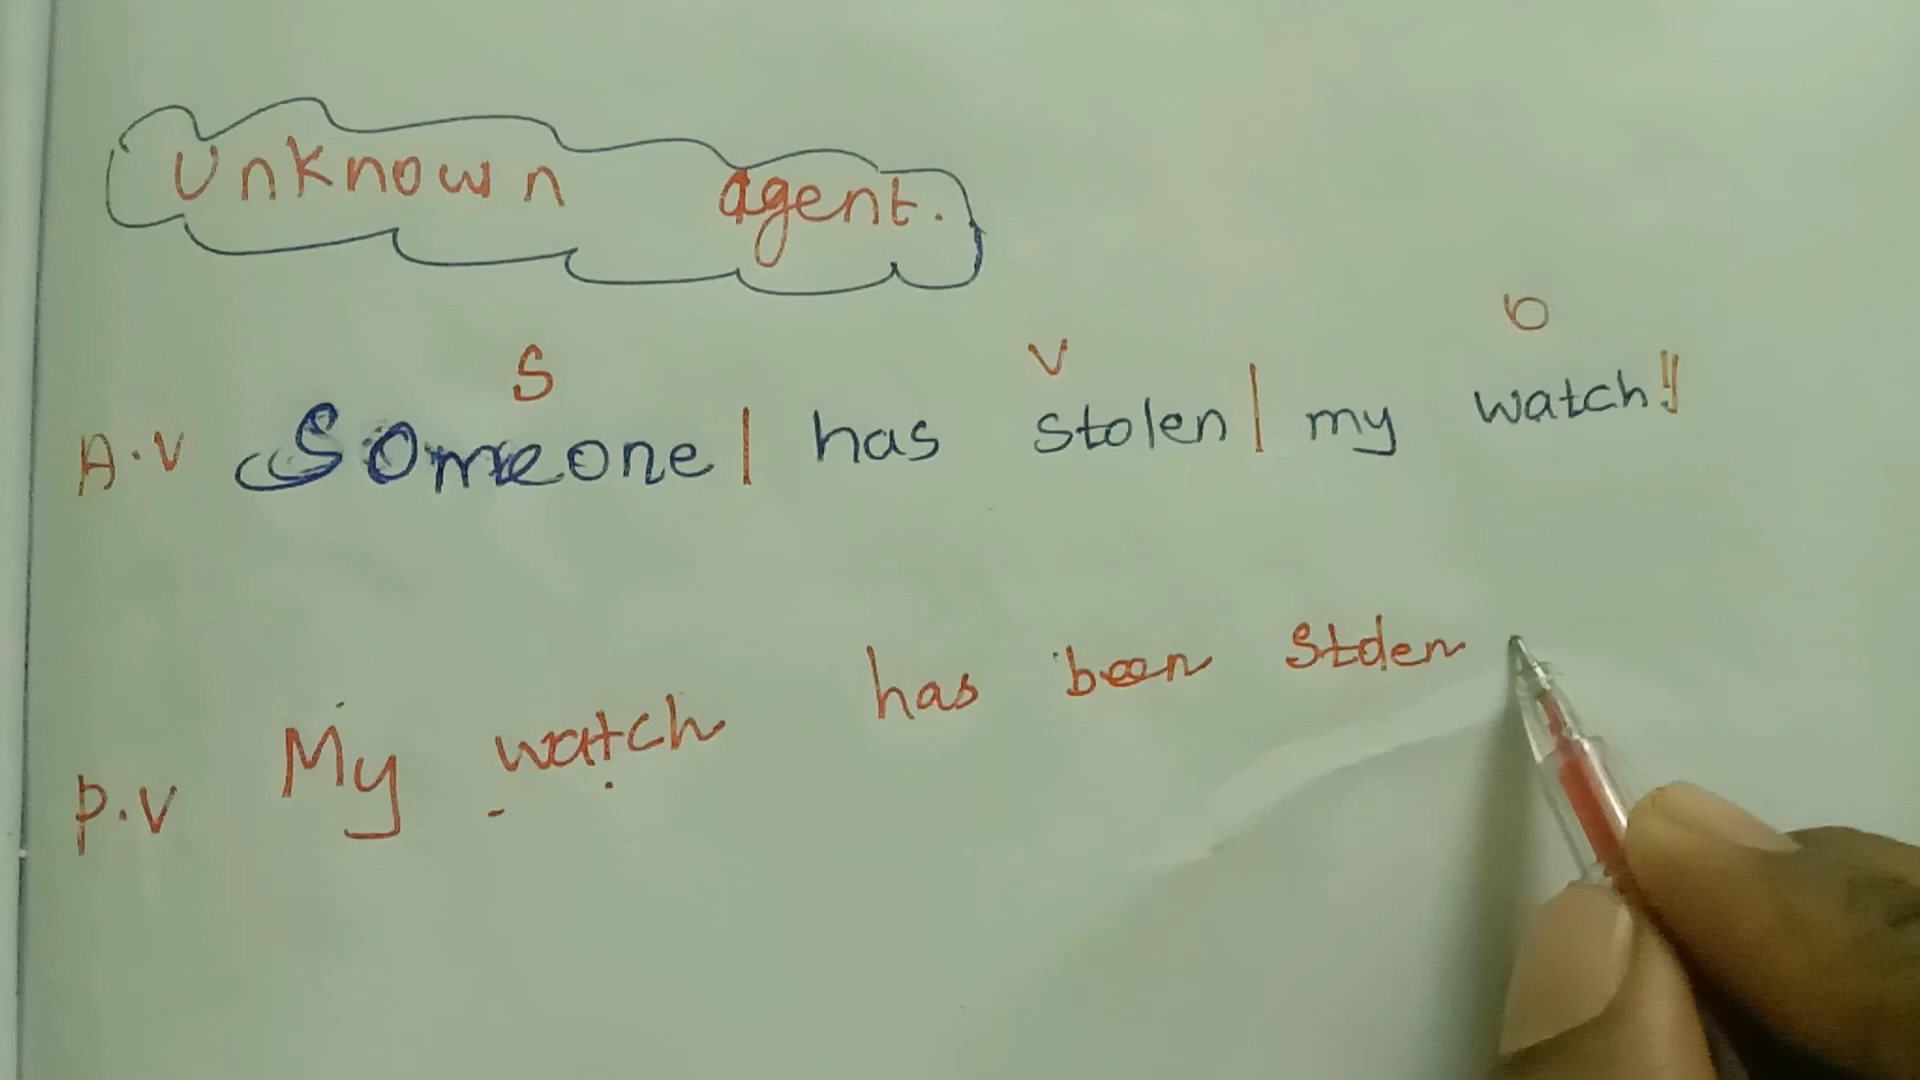 Unknown agent.
S V O
A.V Someone | has stolen | my watch!!
P.V My watch has been stolen